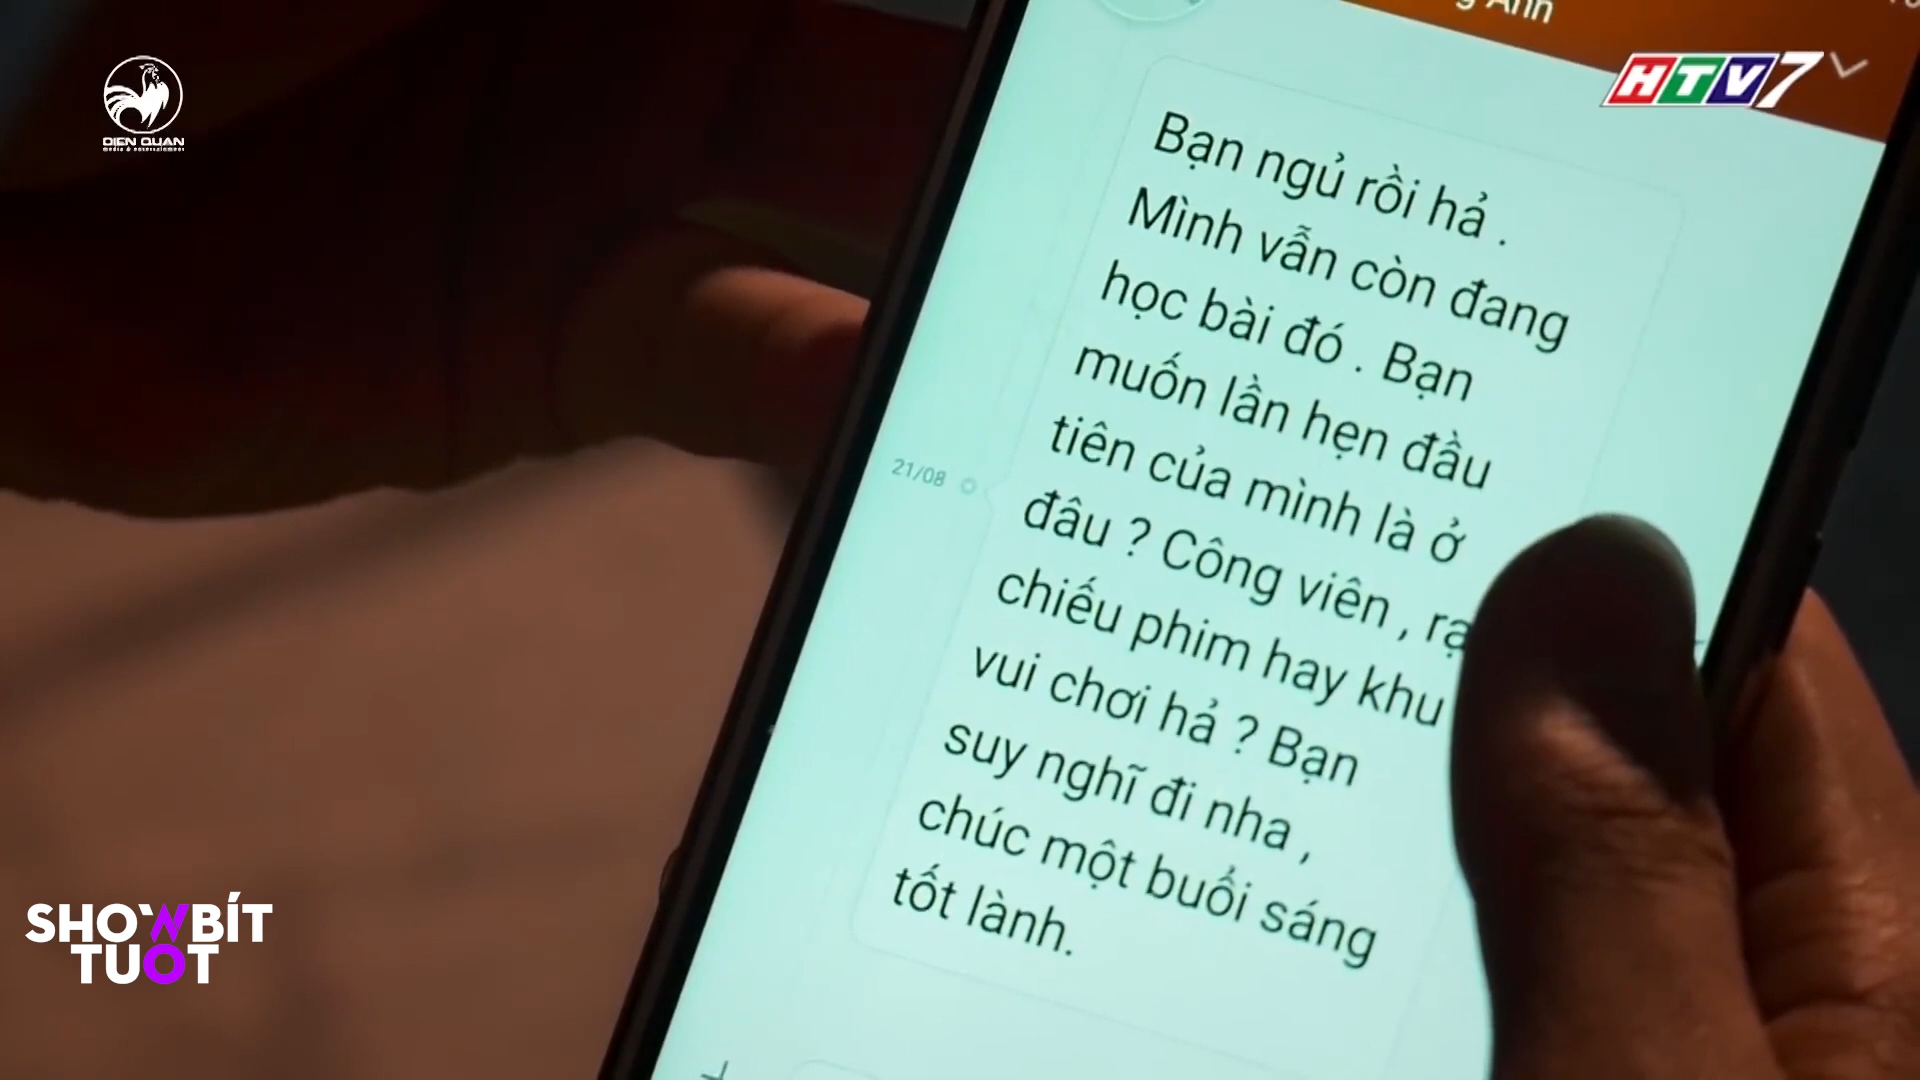 DIEN QUAN
HTV7
Bạn ngủ rồi hả .
Mình vẫn còn đang
học bài đó . Bạn
muốn lần hẹn đầu
tiên của mình là ở
đâu ? Công viên , rạ
chiếu phim hay khu
vui chơi hả ? Bạn
suy nghĩ đi nha ,
chúc một buổi sáng
tốt lành.
21/08
SHOWBÍT
TUỐT